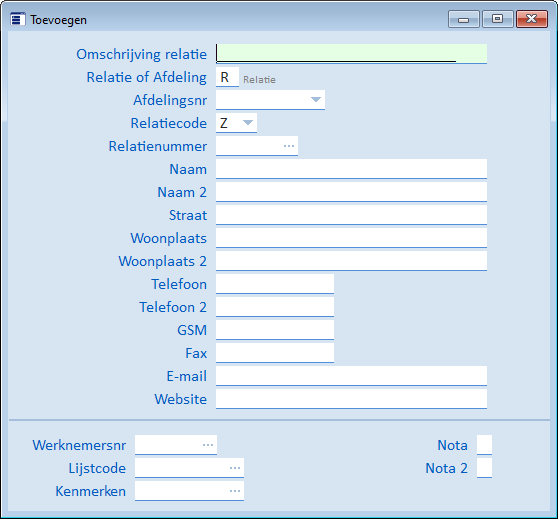 Toevoegen
Omschrijving relatie
Relatie of Afdeling R Relatie
Afdelingsnr
Relatiecode Z
Relatienummer ...
Naam
Naam 2
Straat
Woonplaats
Woonplaats 2
Telefoon
Telefoon 2
GSM
Fax
E-mail
Website
Werknemersnr ... Nota
Lijstcode ... Nota 2
Kenmerken ...